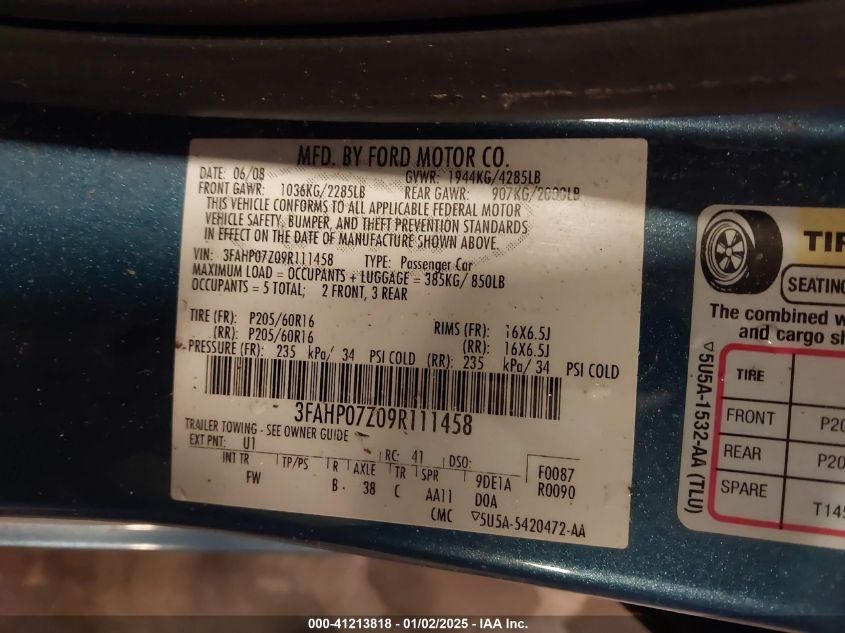 MFD. BY FORD MOTOR CO.
DATE: 06/08 GVWR: 1944KG/4285LB
FRONT GAWR: 1036KG/2285LB REAR GAWR: 907KG/2000LB
THIS VEHICLE CONFORMS TO ALL APPLICABLE FEDERAL MOTOR
VEHICLE SAFETY, BUMPER, AND THEFT PREVENTION STANDARDS
IN EFFECT ON THE DATE OF MANUFACTURE SHOWN ABOVE.
VIN: 3FAHP07Z09R111458 TYPE: Passenger Car
MAXIMUM LOAD = OCCUPANTS + LUGGAGE = 385KG/ 850LB
OCCUPANTS = 5 TOTAL; 2 FRONT, 3 REAR
TIRE (FR): P205/60R16 RIMS (FR): 16X6.5J
(RR): P205/60R16 (RR): 16X6.5J
PRESSURE (FR): 235 kPa/ 34 PSI COLD (RR): 235 kPa/ 34 PSI COLD
3FAHP07Z09R111458
TRAILER TOWING - SEE OWNER GUIDE
EXT PNT: U1 RC: 41 DSO: F0087
INT TR TP/PS R AXLE TR SPR 9DE1A R0090
FW B 38 C AA11 D0A
CMC ▽5U5A-5420472-AA
TIR
SEATING
The combined w
and cargo sh
TIRE
FRONT P20
REAR P20
SPARE T145
▽5U5A-1532-AA (TLU)
000-41213818 - 01/02/2025 - IAA Inc.